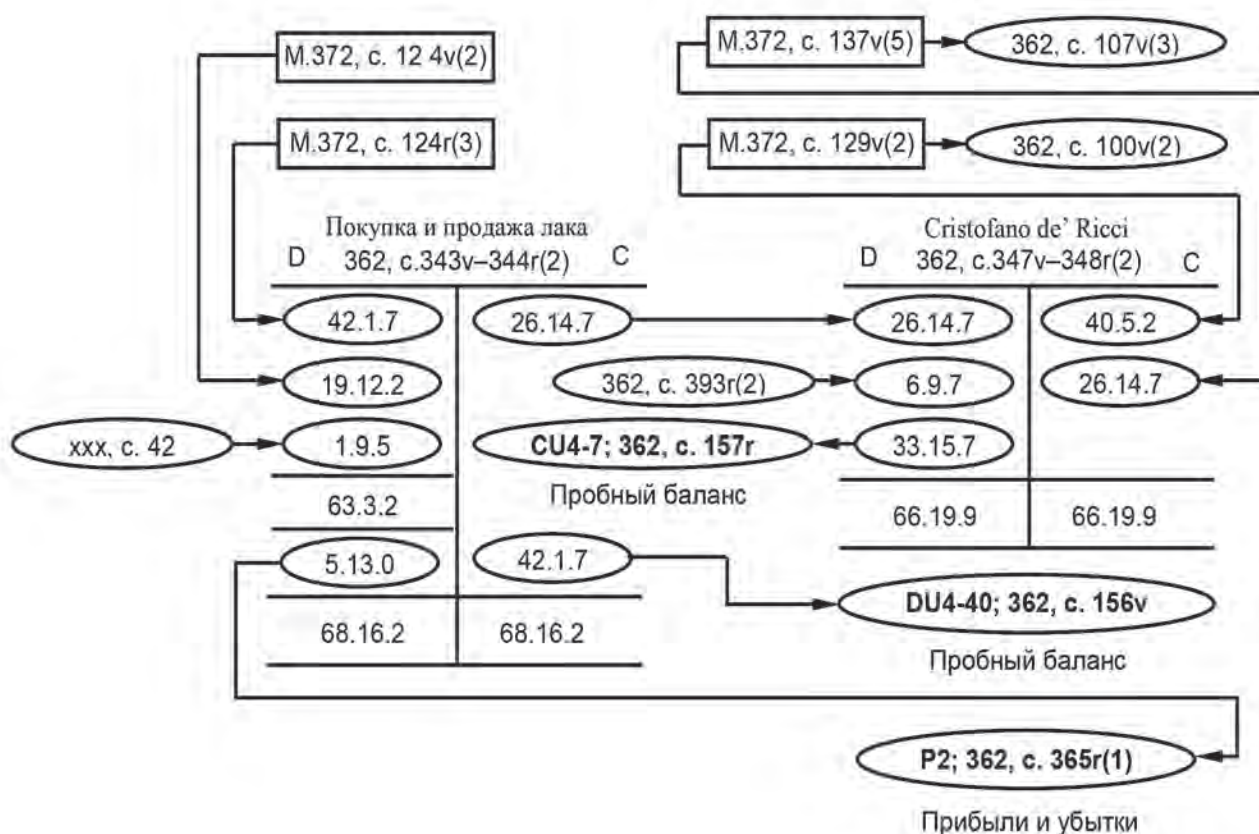 М.372, c. 12 4v(2)
М.372, c. 137v(5)
362, c. 107v(3)
М.372, c. 124r(3)
М.372, c. 129v(2)
362, c. 100v(2)
Покупка и продажа лака
D 362, c.343v–344r(2) C
Cristofano de’ Ricci
D 362, c.347v–348r(2) C
42.1.7
26.14.7
26.14.7
40.5.2
19.12.2
362, c. 393r(2)
6.9.7
26.14.7
xxx, c. 42
1.9.5
CU4-7; 362, c. 157r
33.15.7
Пробный баланс
63.3.2
66.19.9
66.19.9
5.13.0
42.1.7
DU4-40; 362, c. 156v
68.16.2
68.16.2
Пробный баланс
P2; 362, c. 365r(1)
Прибыли и убытки